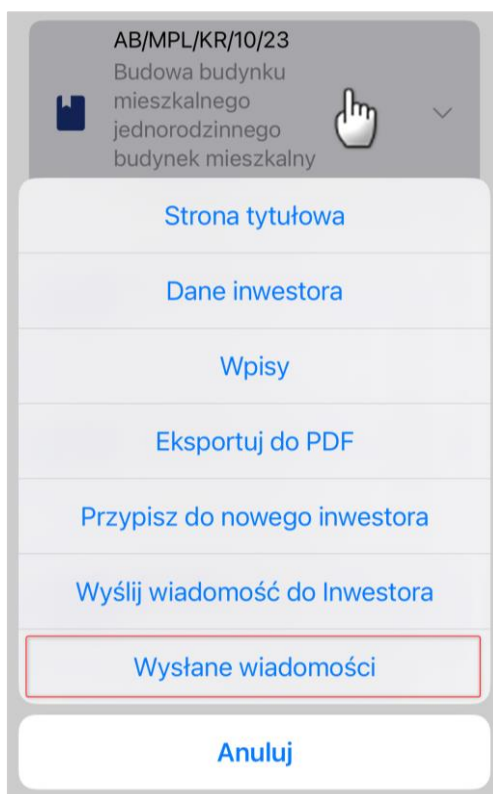 AB/MPL/KR/10/23
Budowa budynku
mieszkalnego
jednorodzinnego
budynek mieszkalny
Strona tytułowa
Dane inwestora
Wpisy
Eksportuj do PDF
Przypisz do nowego inwestora
Wyślij wiadomość do Inwestora
Wysłane wiadomości
Anuluj